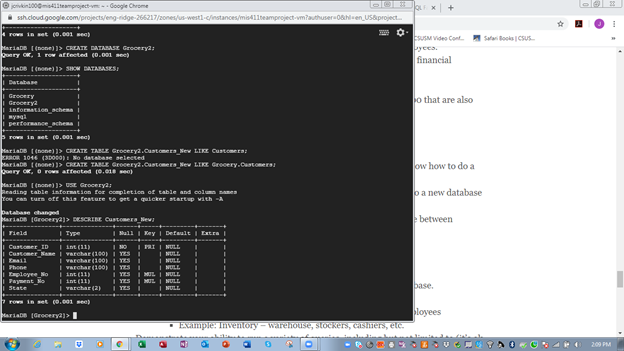 jcrivkin100@mis411teamproject-vm: ~ - Google Chrome
ssh.cloud.google.com/projects/eng-ridge-266217/zones/us-west1-c/instances/mis411teamproject-vm?authuser=0&hl=en_US&project...
4 rows in set (0.001 sec)
MariaDB [(none)]> CREATE DATABASE Grocery2;
Query OK, 1 row affected (0.001 sec)
MariaDB [(none)]> SHOW DATABASES;
+--------------------+
| Database           |
+--------------------+
| Grocery            |
| Grocery2           |
| information_schema |
| mysql              |
| performance_schema |
+--------------------+
5 rows in set (0.001 sec)
MariaDB [(none)]> CREATE TABLE Grocery2.Customers_New LIKE Customers;
ERROR 1046 (3D000): No database selected
MariaDB [(none)]> CREATE TABLE Grocery2.Customers_New LIKE Grocery.Customers;
Query OK, 0 rows affected (0.018 sec)
MariaDB [(none)]> USE Grocery2;
Reading table information for completion of table and column names
You can turn off this feature to get a quicker startup with -A
Database changed
MariaDB [Grocery2]> DESCRIBE Customers_New;
+---------------+--------------+------+-----+---------+-------+
| Field         | Type         | Null | Key | Default | Extra |
+---------------+--------------+------+-----+---------+-------+
| Customer_ID   | int(11)      | NO   | PRI | NULL    |       |
| Customer_Name | varchar(100) | YES  |     | NULL    |       |
| Email         | varchar(100) | YES  |     | NULL    |       |
| Phone         | varchar(100) | YES  |     | NULL    |       |
| Employee_No   | int(11)      | YES  | MUL | NULL    |       |
| Payment_No    | int(11)      | YES  | MUL | NULL    |       |
| State         | varchar(2)   | YES  |     | NULL    |       |
+---------------+--------------+------+-----+---------+-------+
7 rows in set (0.001 sec)
MariaDB [Grocery2]>
CSUSM Video Conf...
Safari Books | CSUS...
J
financial
00 that are also
ow how to do a
o a new database
e between
base.
ployees
Example: Inventory – warehouse, stockers, cashiers, etc.
2:09 PM